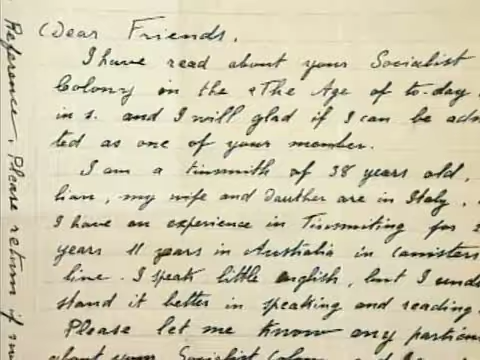 Dear Friends,
I have read about your Socialist
Colony in the "The Age of to-day
in s. and I will glad if I can be adm
ted as one of your member.
I am a tinsmith of 38 years old,
lian, my wife and dauther are in Italy,
I have an experience in Tinsmiting for
years 11 years in Australia in canisters
line. I speak little english, but I unde
stand it better in speaking and reading
Please let me know any particu
about your Socialist Colony and
Reference. Please return if